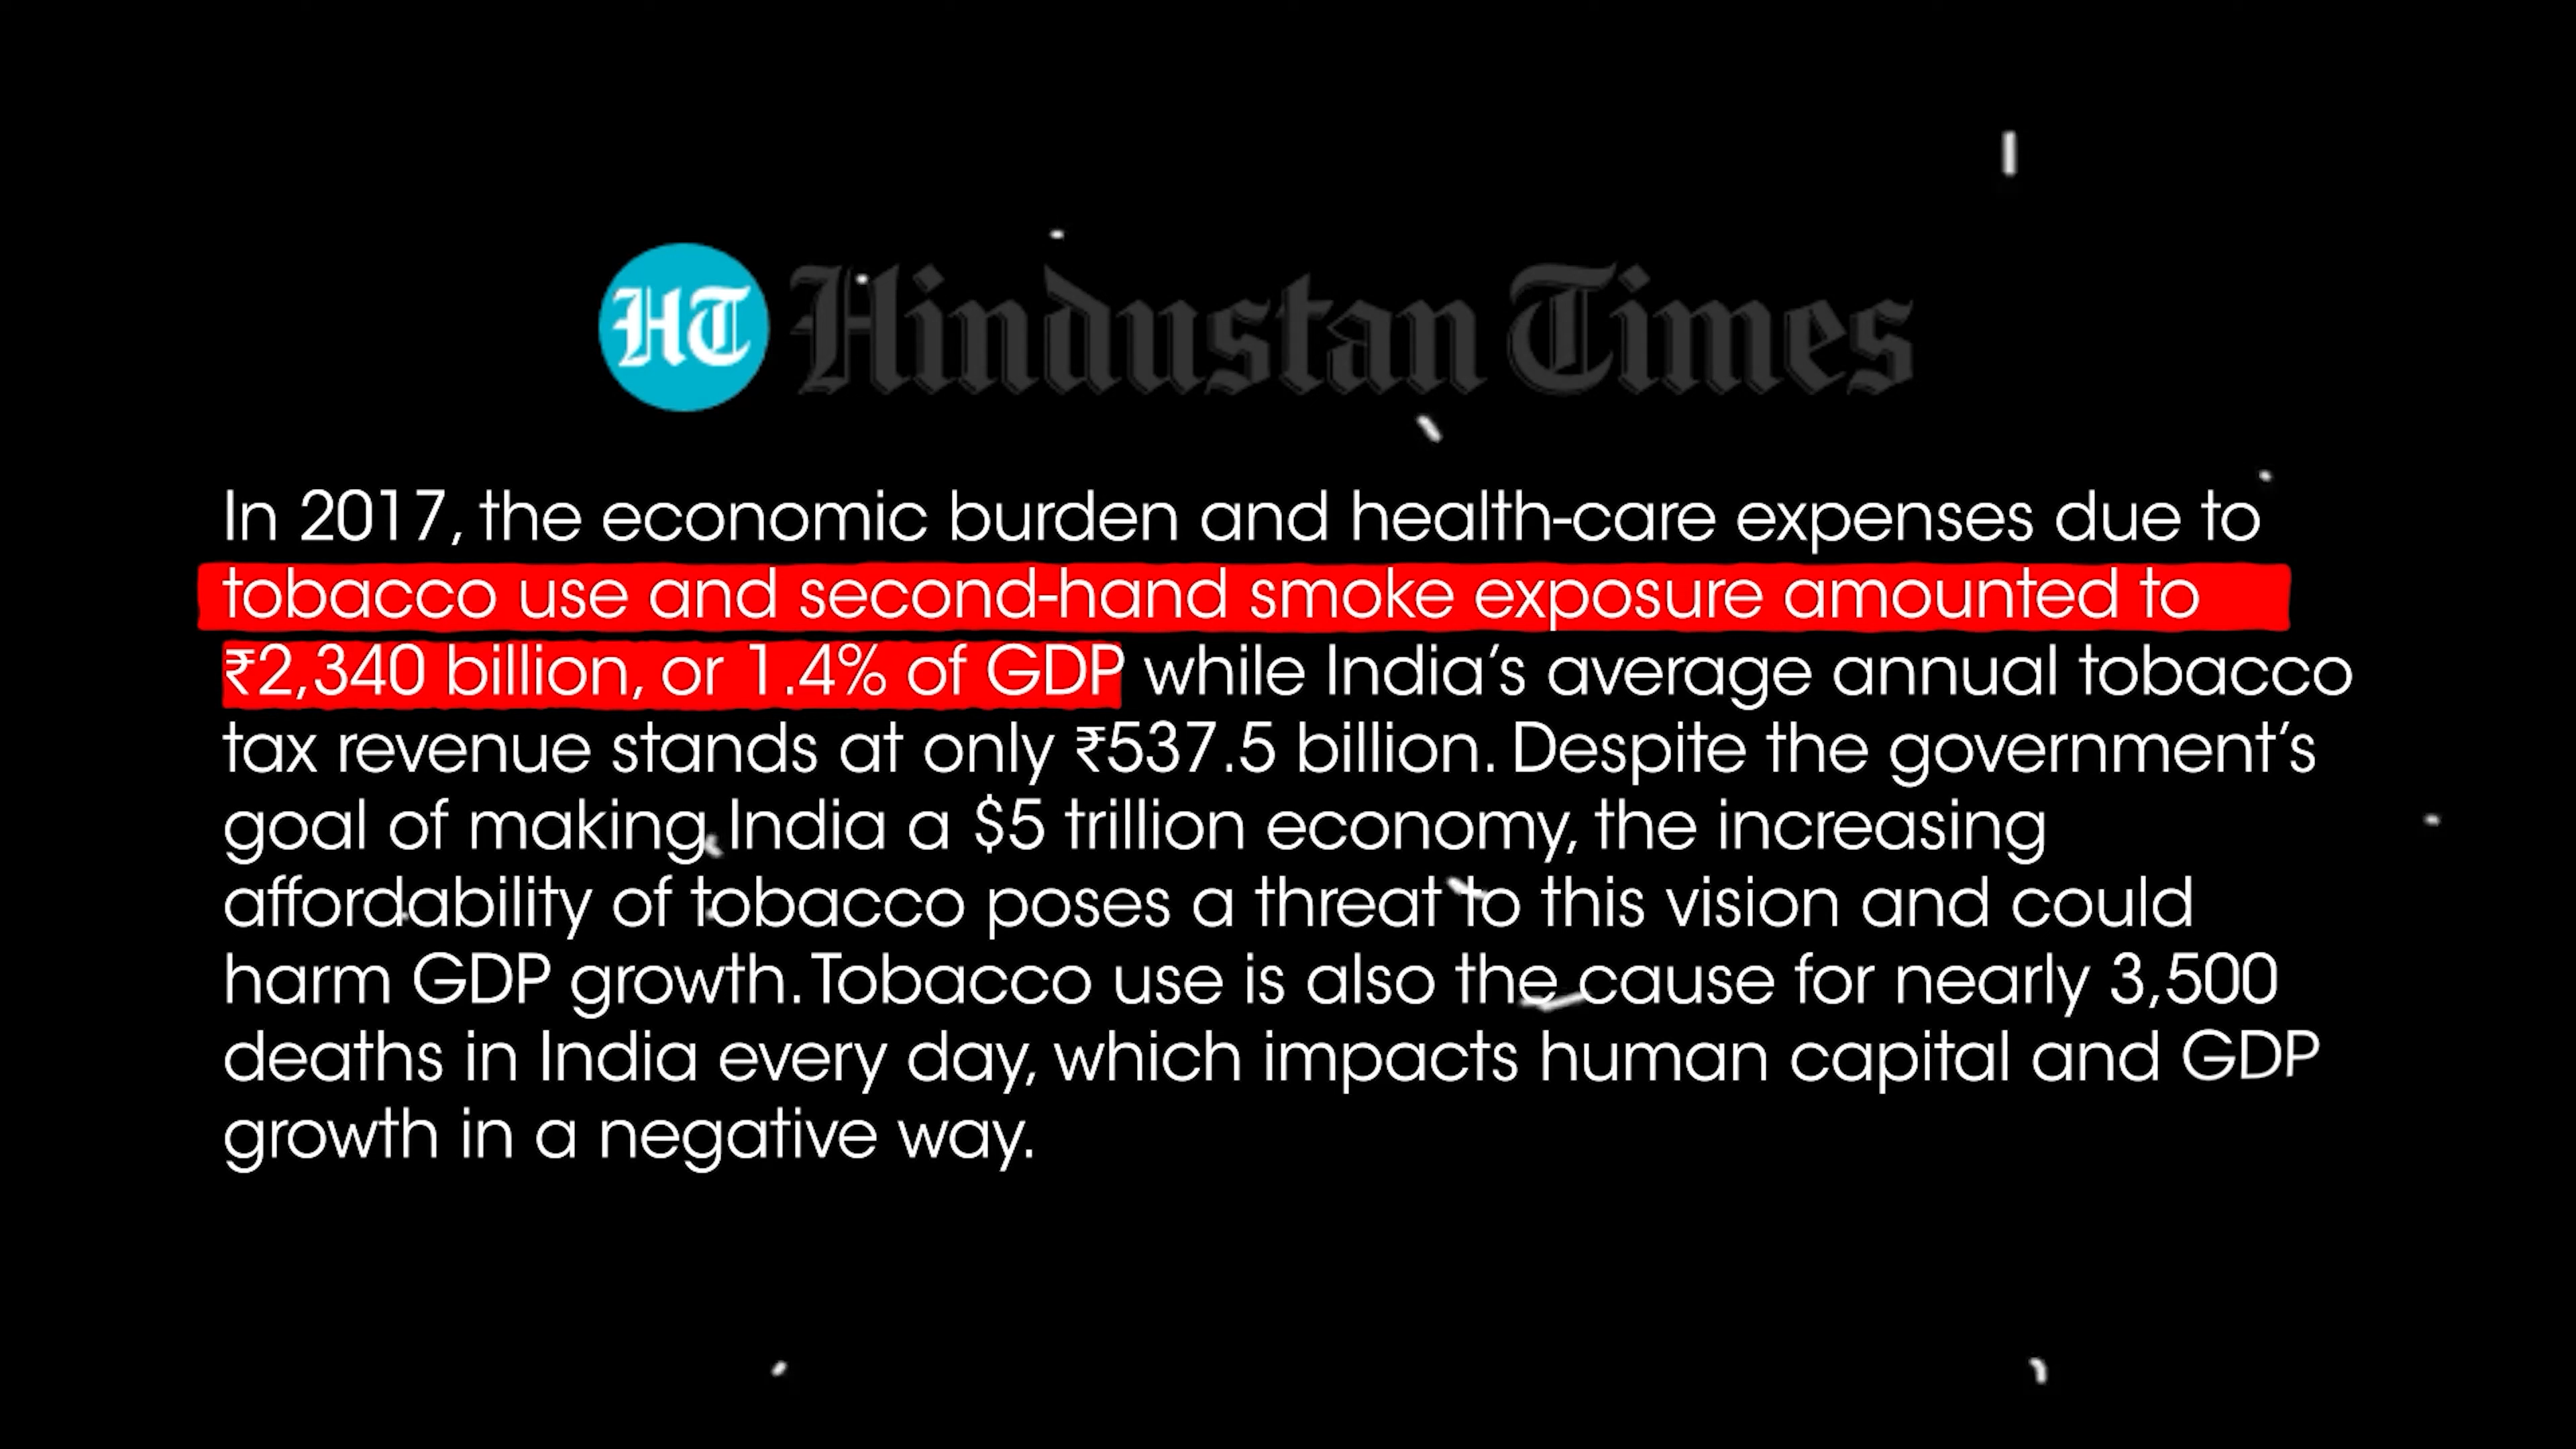 HT Hindustan Times
In 2017, the economic burden and health-care expenses due to
tobacco use and second-hand smoke exposure amounted to
₹2,340 billion, or 1.4% of GDP while India’s average annual tobacco
tax revenue stands at only ₹537.5 billion. Despite the government’s
goal of making India a $5 trillion economy, the increasing
affordability of tobacco poses a threat to this vision and could
harm GDP growth. Tobacco use is also the cause for nearly 3,500
deaths in India every day, which impacts human capital and GDP
growth in a negative way.